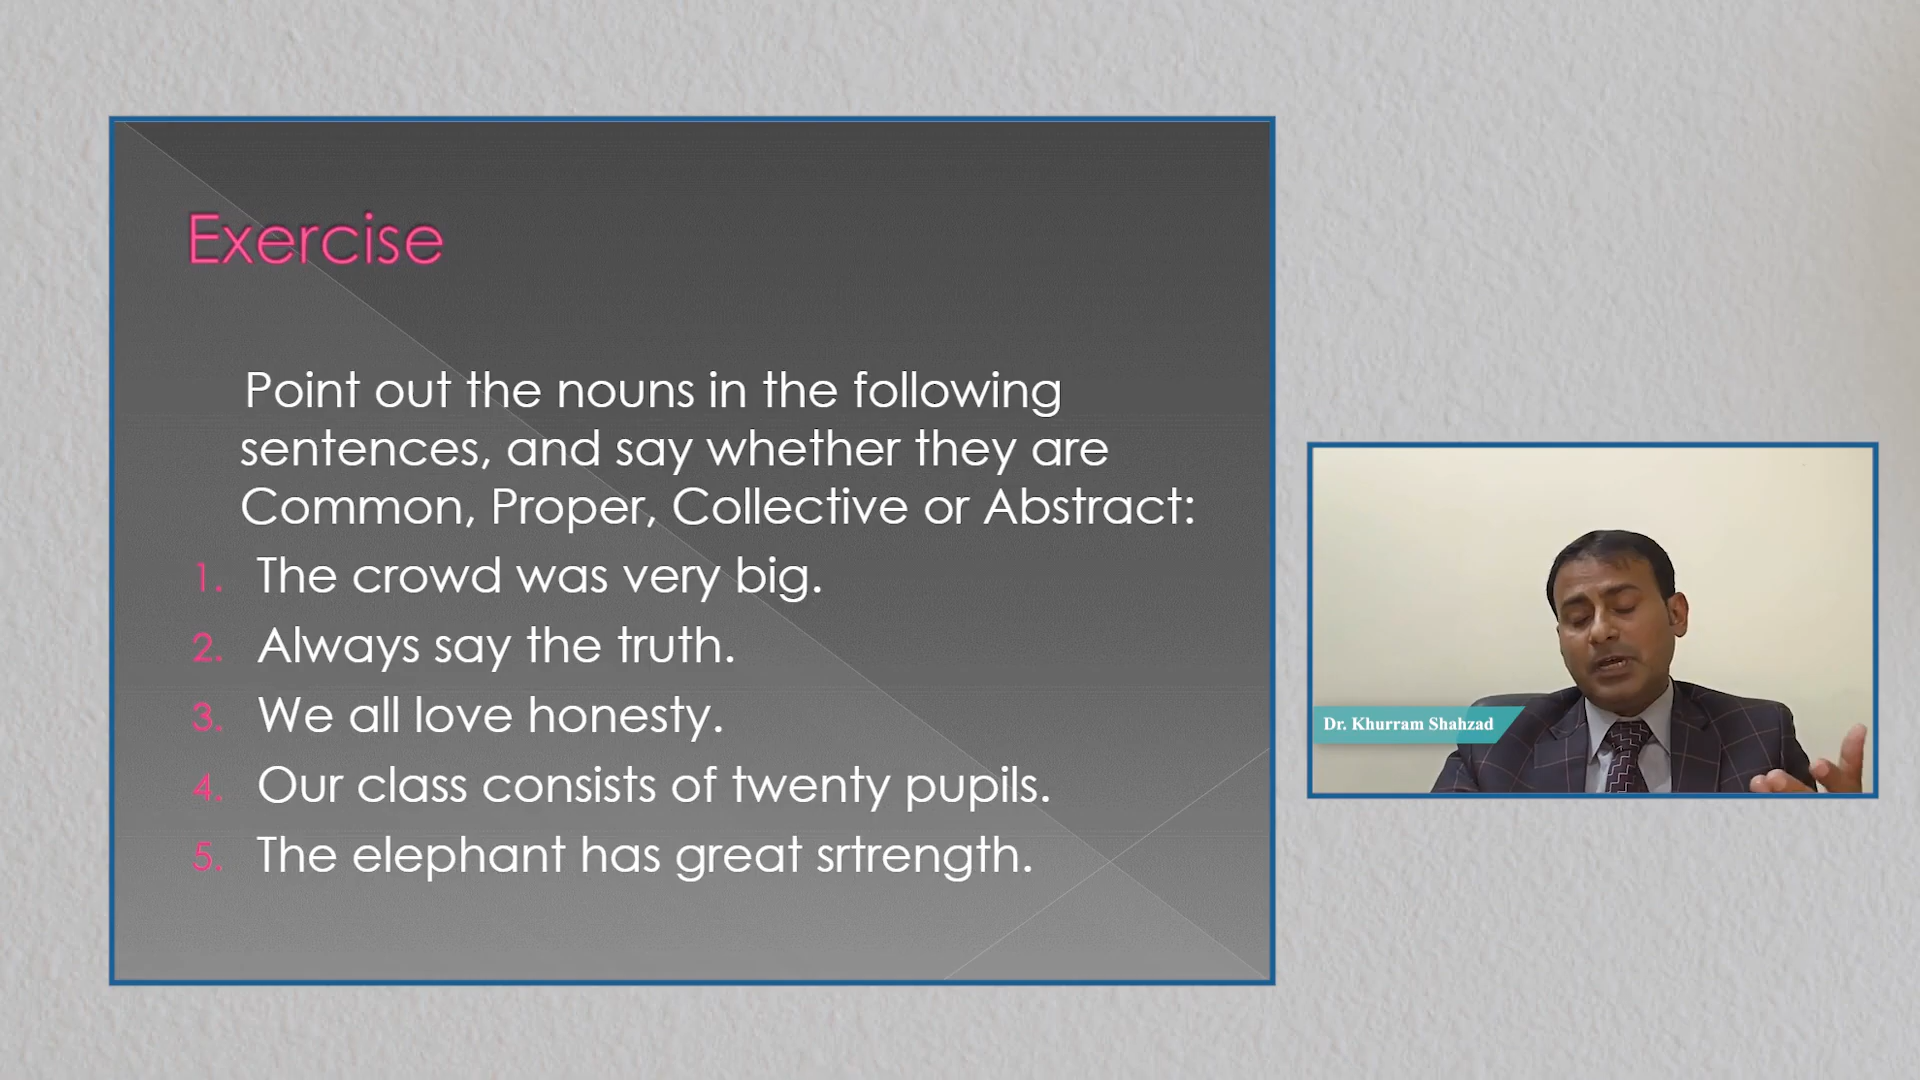 Exercise
Point out the nouns in the following
sentences, and say whether they are
Common, Proper, Collective or Abstract:
1. The crowd was very big.
2. Always say the truth.
3. We all love honesty.
4. Our class consists of twenty pupils.
5. The elephant has great srtrength.
Dr. Khurram Shahzad